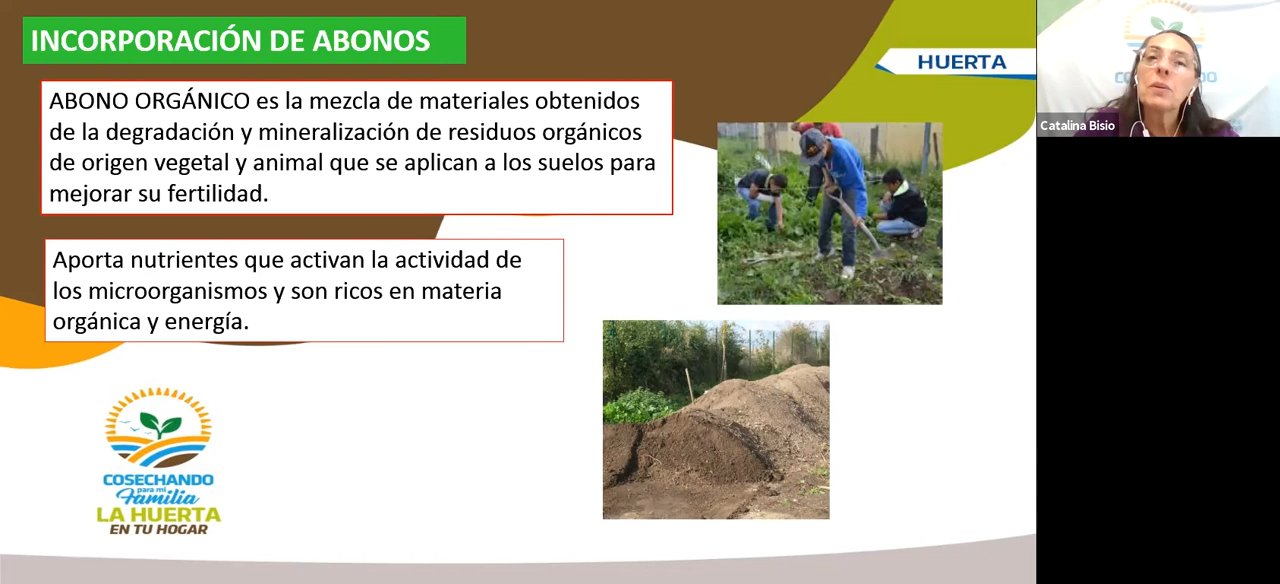 INCORPORACIÓN DE ABONOS
HUERTA
ABONO ORGÁNICO es la mezcla de materiales obtenidos
de la degradación y mineralización de residuos orgánicos
de origen vegetal y animal que se aplican a los suelos para
mejorar su fertilidad.
Aporta nutrientes que activan la actividad de
los microorganismos y son ricos en materia
orgánica y energía.
COSECHANDO
para mi
Familia
LA HUERTA
EN TU HOGAR
Catalina Bisio